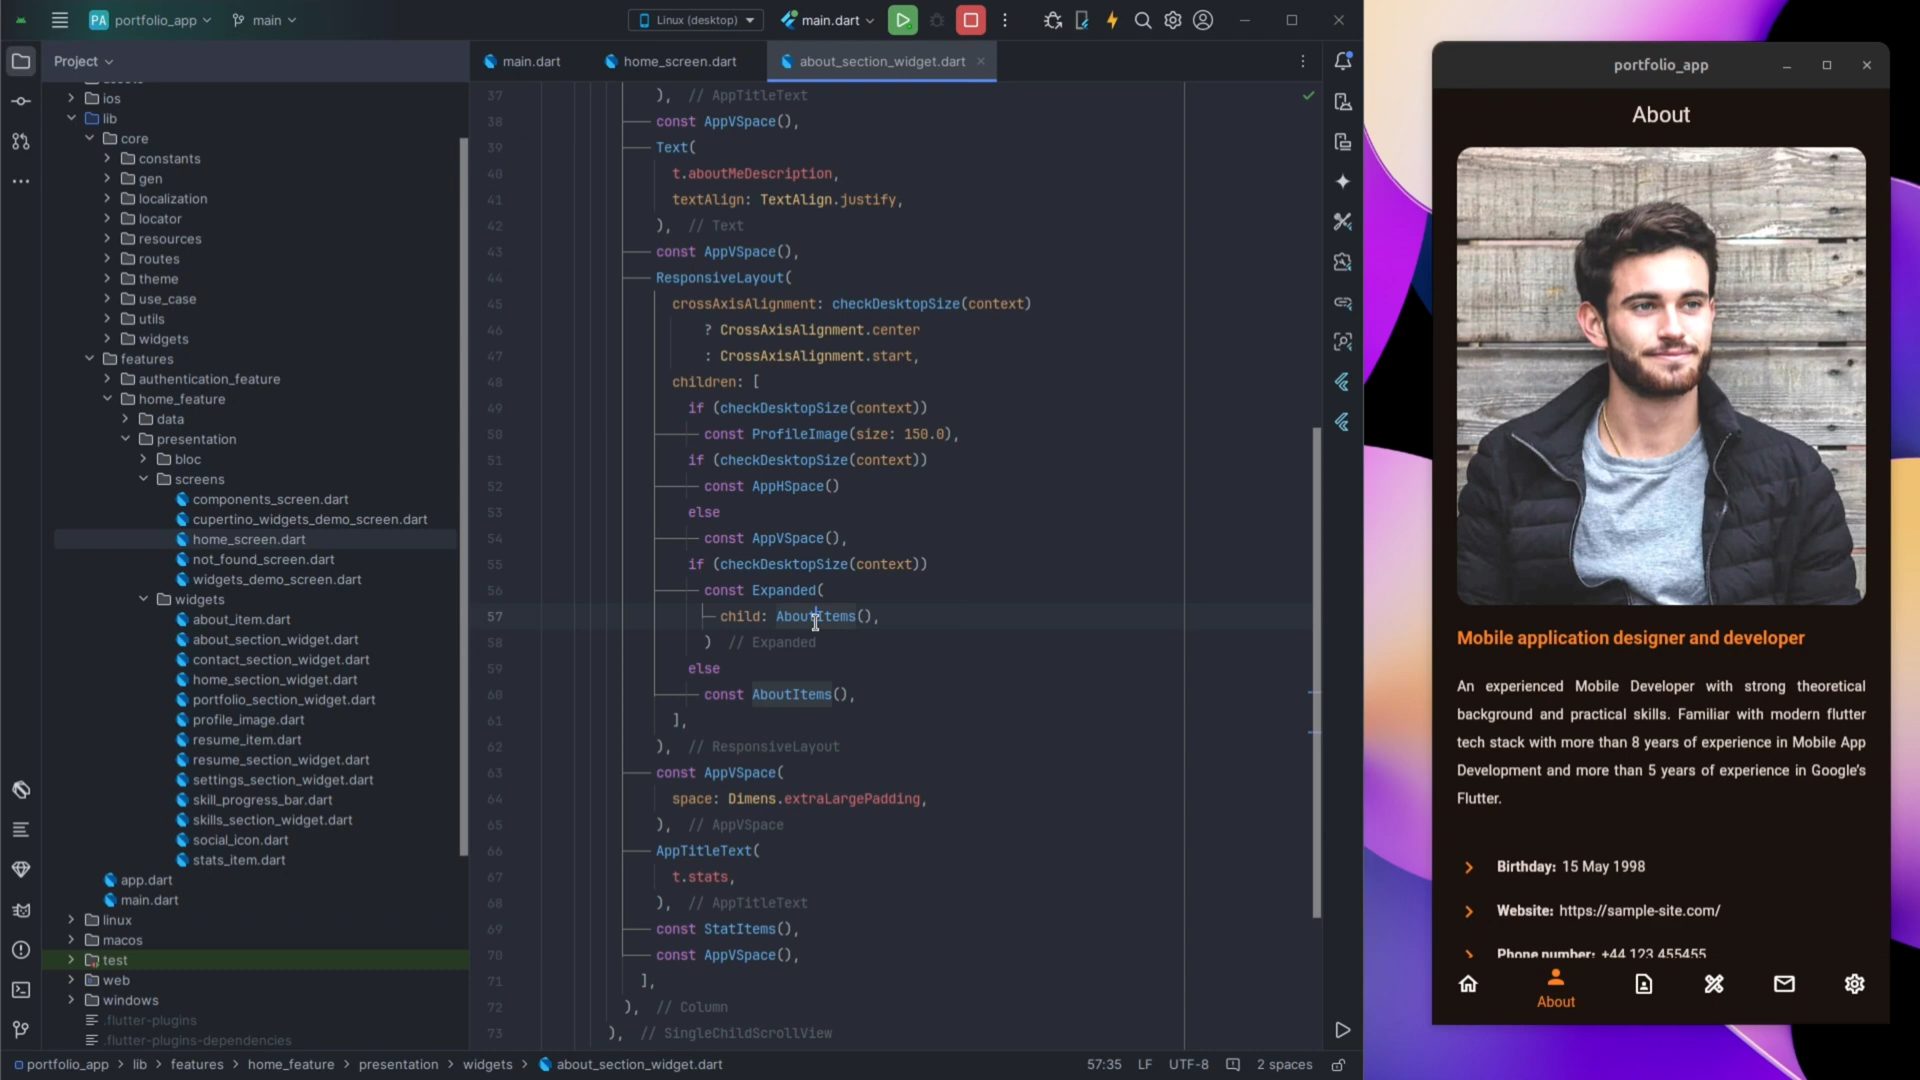 PA portfolio_app
main
Linux (desktop)
main.dart
Project
main.dart
home_screen.dart
about_section_widget.dart
ios
lib
core
constants
gen
localization
locator
resources
routes
theme
use_case
utils
widgets
features
authentication_feature
home_feature
data
presentation
bloc
screens
components_screen.dart
cupertino_widgets_demo_screen.dart
home_screen.dart
not_found_screen.dart
widgets_demo_screen.dart
widgets
about_item.dart
about_section_widget.dart
contact_section_widget.dart
home_section_widget.dart
portfolio_section_widget.dart
profile_image.dart
resume_item.dart
resume_section_widget.dart
settings_section_widget.dart
skill_progress_bar.dart
skills_section_widget.dart
social_icon.dart
stats_item.dart
app.dart
main.dart
linux
macos
test
web
windows
.flutter-plugins
.flutter-plugins-dependencies
37 ), // AppTitleText
38 const AppVSpace(),
39 Text(
40 t.aboutMeDescription,
41 textAlign: TextAlign.justify,
42 ), // Text
43 const AppVSpace(),
44 ResponsiveLayout(
45 crossAxisAlignment: checkDesktopSize(context)
46 ? CrossAxisAlignment.center
47 : CrossAxisAlignment.start,
48 children: [
49 if (checkDesktopSize(context))
50 const ProfileImage(size: 150.0),
51 if (checkDesktopSize(context))
52 const AppHSpace()
53 else
54 const AppVSpace(),
55 if (checkDesktopSize(context))
56 const Expanded(
57 child: AboutItems(),
58 ) // Expanded
59 else
60 const AboutItems(),
61 ],
62 ), // ResponsiveLayout
63 const AppVSpace(
64 space: Dimens.extraLargePadding,
65 ), // AppVSpace
66 AppTitleText(
67 t.stats,
68 ), // AppTitleText
69 const StatItems(),
70 const AppVSpace(),
71 ],
72 ), // Column
73 ), // SingleChildScrollView
portfolio_app > lib > features > home_feature > presentation > widgets > about_section_widget.dart
57:35 LF UTF-8 2 spaces
portfolio_app
About
Mobile application designer and developer
An experienced Mobile Developer with strong theoretical
background and practical skills. Familiar with modern flutter
tech stack with more than 8 years of experience in Mobile App
Development and more than 5 years of experience in Google's
Flutter.
Birthday: 15 May 1998
Website: https://sample-site.com/
Phone number: +44 123 455455
About